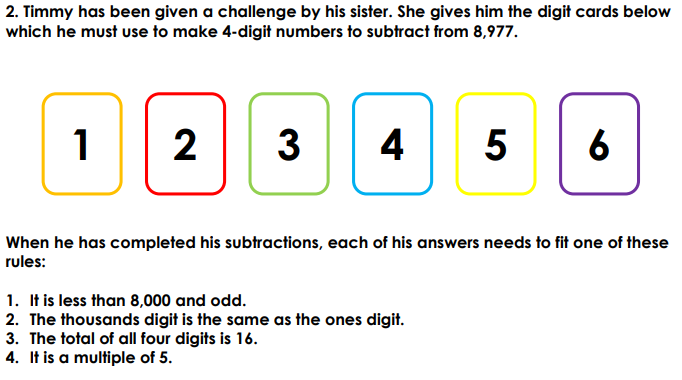 2. Timmy has been given a challenge by his sister. She gives him the digit cards below
which he must use to make 4-digit numbers to subtract from 8,977.
1 2 3 4 5 6
When he has completed his subtractions, each of his answers needs to fit one of these
rules:
1. It is less than 8,000 and odd.
2. The thousands digit is the same as the ones digit.
3. The total of all four digits is 16.
4. It is a multiple of 5.